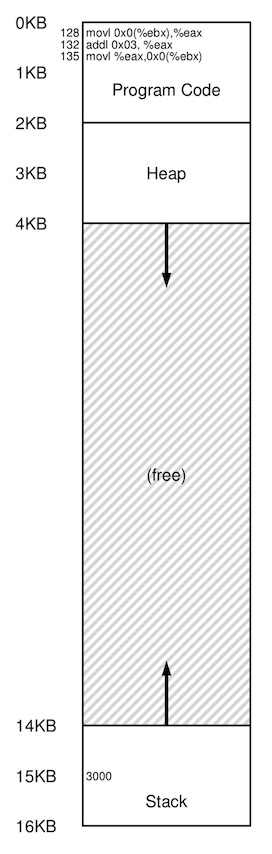 0KB
128 movl 0x0(%ebx),%eax
132 addl 0x03, %eax
135 movl %eax,0x0(%ebx)
1KB
Program Code
2KB
3KB
Heap
4KB
(free)
14KB
15KB 3000
Stack
16KB